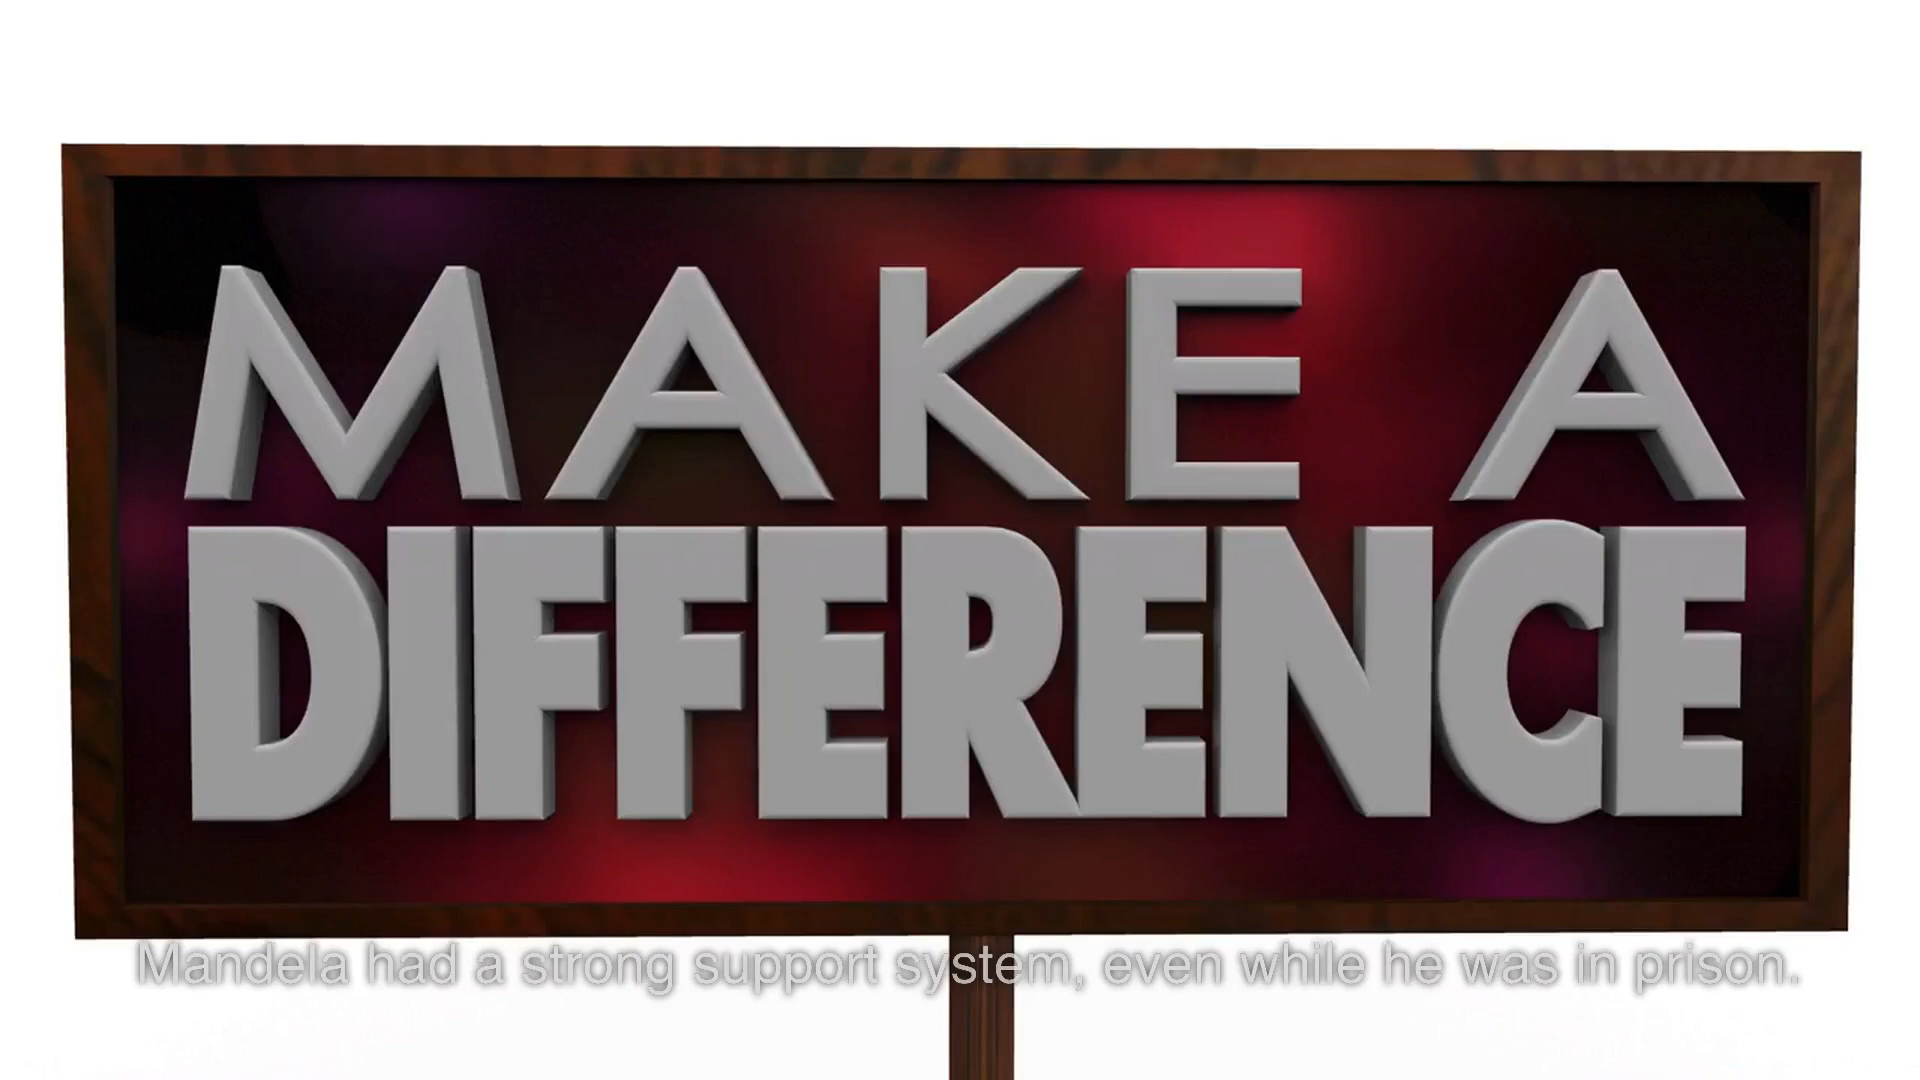 MAKE A
DIFFERENCE
Mandela had a strong support system, even while he was in prison.